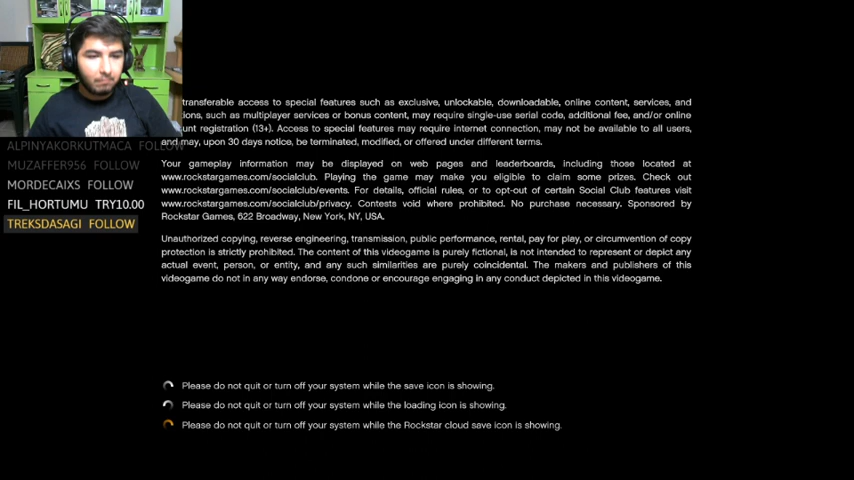 transferable access to special features such as exclusive, unlockable, downloadable, online content, services, and
ions, such as multiplayer services or bonus content, may require single-use serial code, additional fee, and/or online
unt registration (13+). Access to special features may require internet connection, may not be available to all users,
and may, upon 30 days notice, be terminated, modified, or offered under different terms.
ALPINYAKORKUTMACA FOLLOW
MUZAFFER956 FOLLOW
MORDECAIXS FOLLOW
FIL_HORTUMU TRY10.00
TREKSDASAGI FOLLOW
Your gameplay information may be displayed on web pages and leaderboards, including those located at
www.rockstargames.com/socialclub. Playing the game may make you eligible to claim some prizes. Check out
www.rockstargames.com/socialclub/events. For details, official rules, or to opt-out of certain Social Club features visit
www.rockstargames.com/socialclub/privacy. Contests void where prohibited. No purchase necessary. Sponsored by
Rockstar Games, 622 Broadway, New York, NY, USA.
Unauthorized copying, reverse engineering, transmission, public performance, rental, pay for play, or circumvention of copy
protection is strictly prohibited. The content of this videogame is purely fictional, is not intended to represent or depict any
actual event, person, or entity, and any such similarities are purely coincidental. The makers and publishers of this
videogame do not in any way endorse, condone or encourage engaging in any conduct depicted in this videogame.
Please do not quit or turn off your system while the save icon is showing.
Please do not quit or turn off your system while the loading icon is showing.
Please do not quit or turn off your system while the Rockstar cloud save icon is showing.